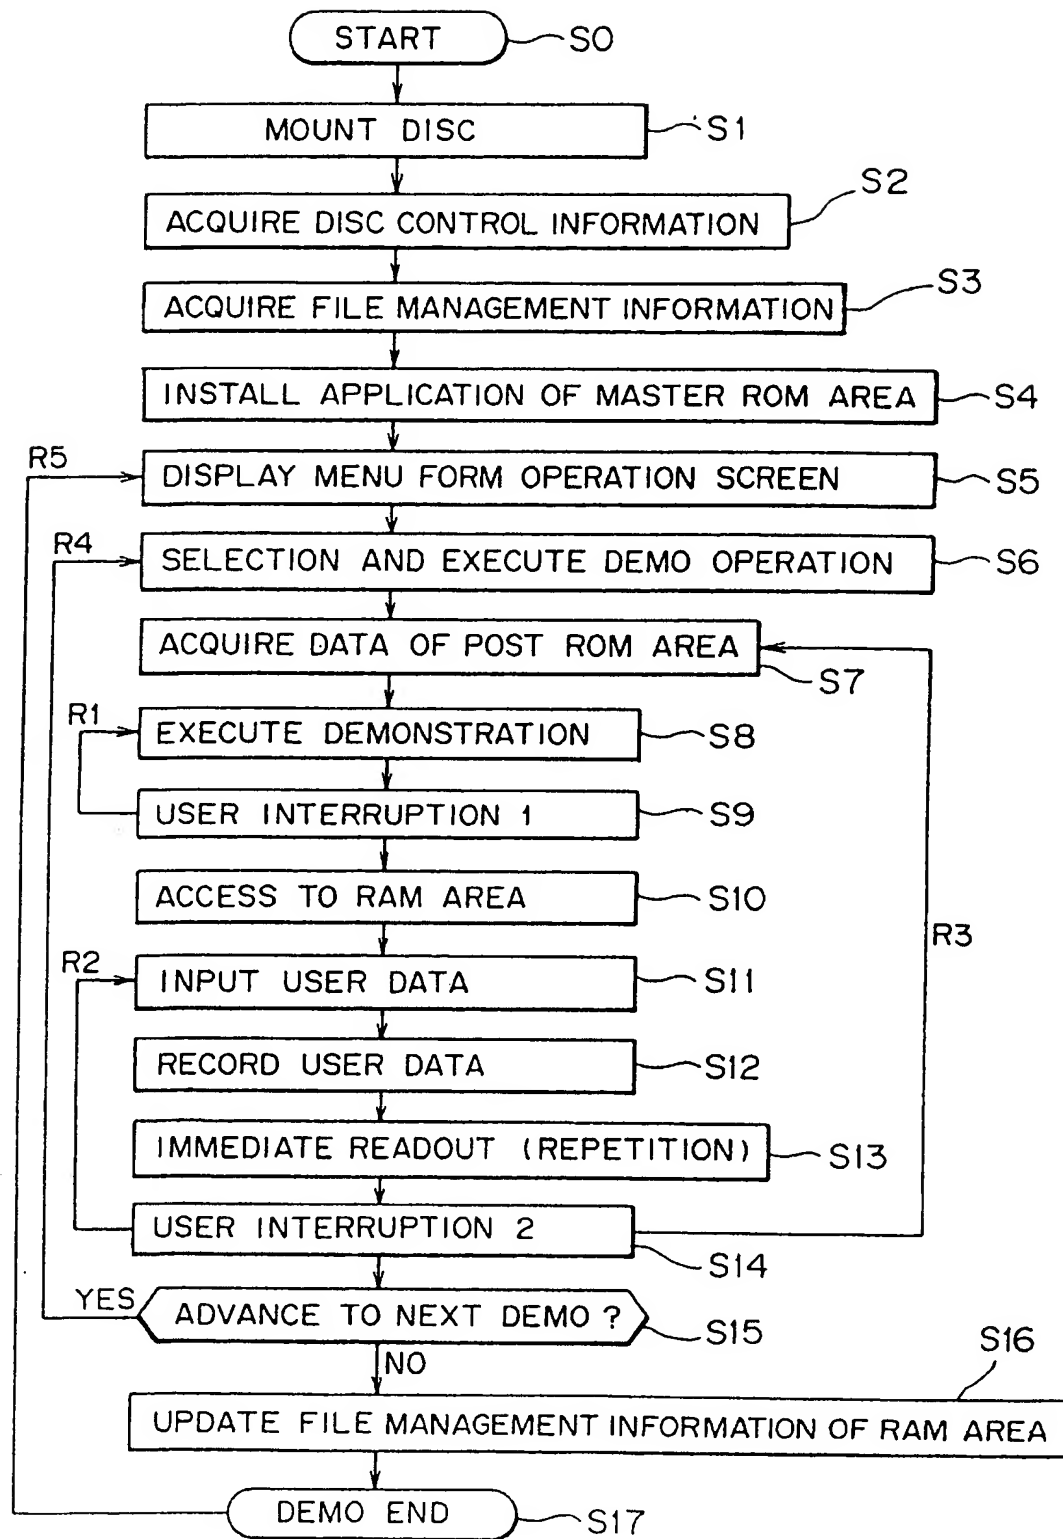 START S0
MOUNT DISC S1
S2
ACQUIRE DISC CONTROL INFORMATION
S3
ACQUIRE FILE MANAGEMENT INFORMATION
INSTALL APPLICATION OF MASTER ROM AREA S4
R5
DISPLAY MENU FORM OPERATION SCREEN S5
R4
SELECTION AND EXECUTE DEMO OPERATION S6
ACQUIRE DATA OF POST ROM AREA
S7
R1
EXECUTE DEMONSTRATION S8
USER INTERRUPTION 1 S9
ACCESS TO RAM AREA S10
R3
R2
INPUT USER DATA S11
RECORD USER DATA S12
IMMEDIATE READOUT (REPETITION) S13
USER INTERRUPTION 2
S14
YES
ADVANCE TO NEXT DEMO ? S15
NO
S16
UPDATE FILE MANAGEMENT INFORMATION OF RAM AREA
DEMO END S17